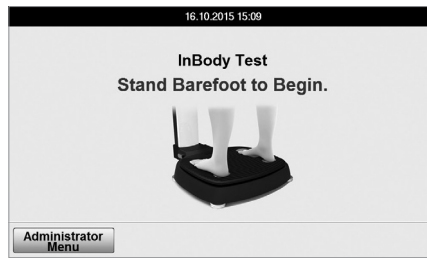 16.10.2015 15:09
InBody Test
Stand Barefoot to Begin.
Administrator
Menu